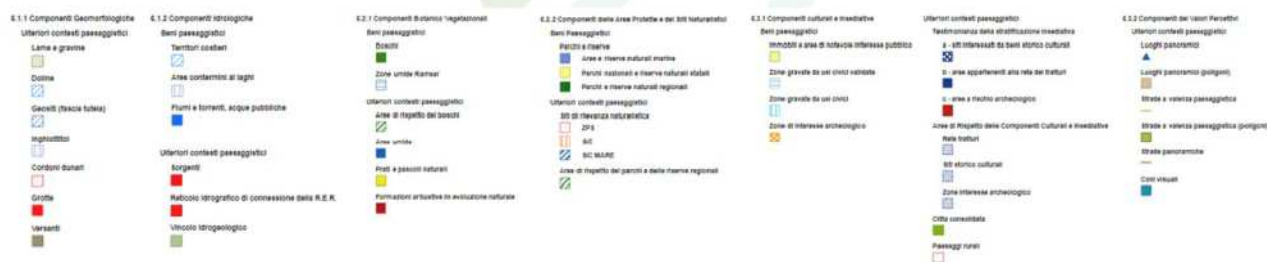 6.1.1 Componenti Geomorfologiche
Ulteriori contesti paesaggistici
Lame e gravine
Doline
Geositi (fascia tutela)
Inghiottitoi
Cordoni dunari
Grotte
Versanti
6.1.2 Componenti Idrologiche
Beni paesaggistici
Territori costieri
Aree contermini ai laghi
Fiumi e torrenti, acque pubbliche
Ulteriori contesti paesaggistici
Sorgenti
Reticolo idrografico di connessione della R.E.R.
Vincolo idrogeologico
6.2.1 Componenti Botanico Vegetazionali
Beni paesaggistici
Boschi
Zone umide Ramsar
Ulteriori contesti paesaggistici
Aree di rispetto dei boschi
Aree umide
Prati e pascoli naturali
Formazioni arbustive in evoluzione naturale
6.2.2 Componenti delle Aree Protette e dei Siti Naturalistici
Beni Paesaggistici
Parchi e riserve
Aree e riserve naturali marine
Parchi nazionali e riserve naturali statali
Parchi e riserve naturali regionali
Ulteriori contesti paesaggistici
Siti di rilevanza naturalistica
ZPS
SIC
SIC MARE
Aree di rispetto dei parchi e delle riserve regionali
6.3.1 Componenti culturali e insediative
Beni paesaggistici
Immobili e aree di notevole interesse pubblico
Zone gravate da usi civici validate
Zone gravate da usi civici
Zone di interesse archeologico
Ulteriori contesti paesaggistici
Testimonianza della stratificazione insediativa
a - siti interessati da beni storico culturali
b - aree appartenenti alla rete dei tratturi
c - aree a rischio archeologico
Aree di Rispetto delle Componenti Culturali e Insediative
Rete tratturi
Siti storico culturali
Zone interesse archeologico
Città consolidata
Paesaggi rurali
6.3.2 Componenti dei Valori Percettivi
Ulteriori contesti paesaggistici
Luoghi panoramici
Luoghi panoramici (poligoni)
Strade a valenza paesaggistica
Strade a valenza paesaggistica (poligoni)
Strade panoramiche
Coni visuali